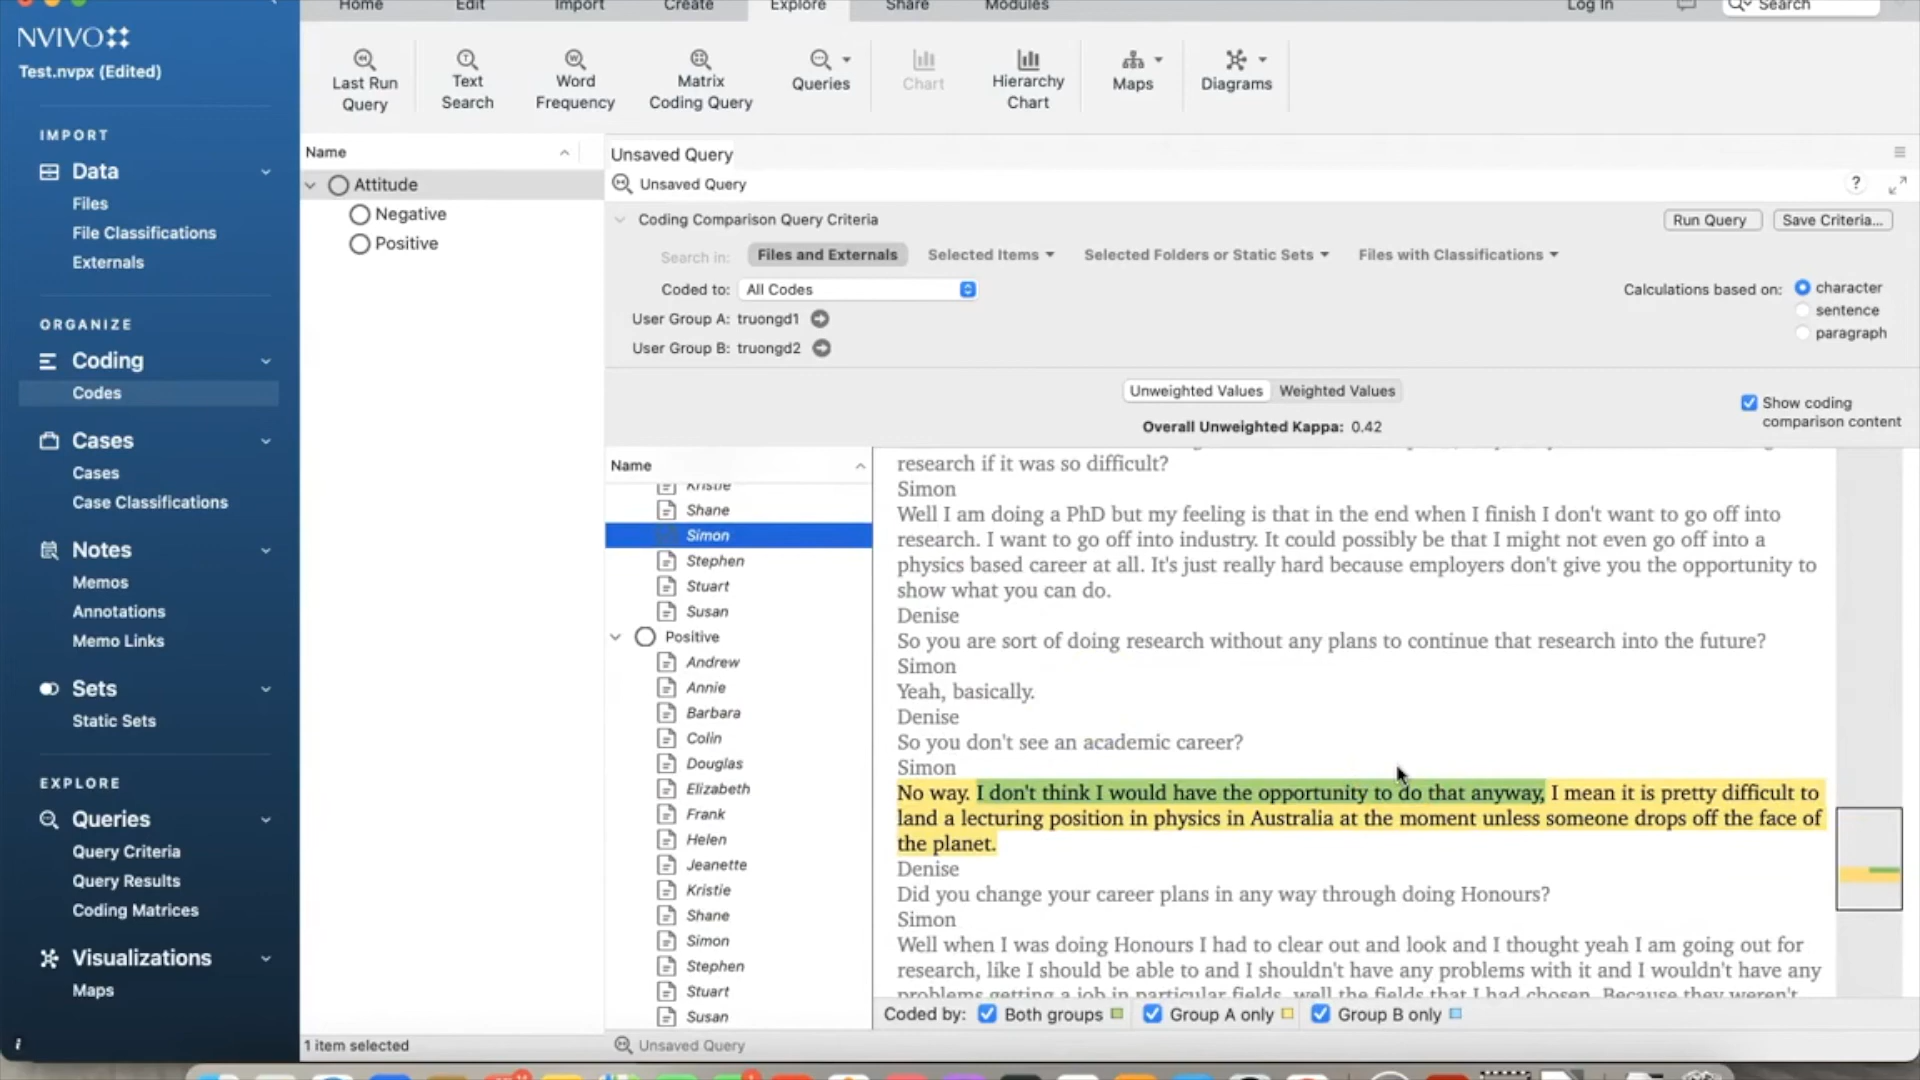 Home Edit Import Create Explore Share Modules Log In Search
NVIVO
Test.nvpx (Edited)
IMPORT
Data
Files
File Classifications
Externals
ORGANIZE
Coding
Codes
Cases
Cases
Case Classifications
Notes
Memos
Annotations
Memo Links
Sets
Static Sets
EXPLORE
Queries
Query Criteria
Query Results
Coding Matrices
Visualizations
Maps
Last Run Query
Text Search
Word Frequency
Matrix Coding Query
Queries
Chart
Hierarchy Chart
Maps
Diagrams
Name
Attitude
Negative
Positive
1 item selected
Unsaved Query
Unsaved Query
?
Coding Comparison Query Criteria Run Query Save Criteria...
Search in: Files and Externals Selected Items Selected Folders or Static Sets Files with Classifications
Coded to: All Codes
User Group A: truongd1
User Group B: truongd2
Calculations based on: character
sentence
paragraph
Unweighted Values Weighted Values
Overall Unweighted Kappa: 0.42
Show coding
comparison content
Name
Kristie
Shane
Simon
Stephen
Stuart
Susan
Positive
Andrew
Annie
Barbara
Colin
Douglas
Elizabeth
Frank
Helen
Jeanette
Kristie
Shane
Simon
Stephen
Stuart
Susan
research if it was so difficult?
Simon
Well I am doing a PhD but my feeling is that in the end when I finish I don't want to go off into
research. I want to go off into industry. It could possibly be that I might not even go off into a
physics based career at all. It's just really hard because employers don't give you the opportunity to
show what you can do.
Denise
So you are sort of doing research without any plans to continue that research into the future?
Simon
Yeah, basically.
Denise
So you don't see an academic career?
Simon
No way. I don't think I would have the opportunity to do that anyway, I mean it is pretty difficult to
land a lecturing position in physics in Australia at the moment unless someone drops off the face of
the planet.
Denise
Did you change your career plans in any way through doing Honours?
Simon
Well when I was doing Honours I had to clear out and look and I thought yeah I am going out for
research, like I should be able to and I shouldn't have any problems with it and I wouldn't have any
problems getting a job in particular fields, well the fields that I had chosen. Because they weren't
Coded by: Both groups Group A only Group B only
Unsaved Query